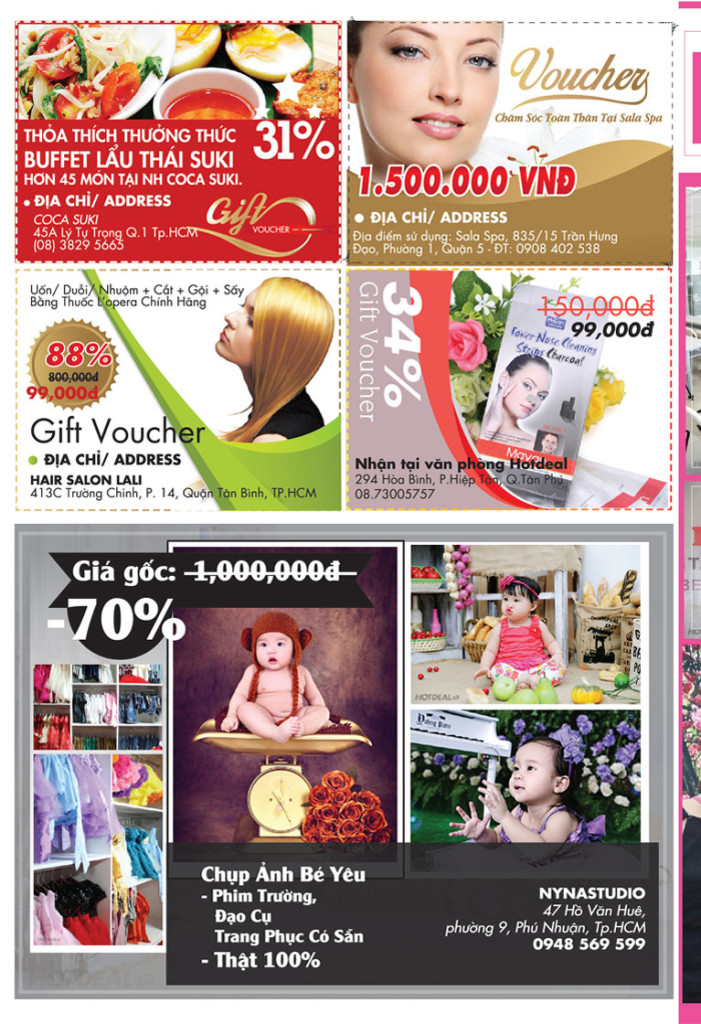 THỎA THÍCH THƯỞNG THỨC
31%
BUFFET LẨU THÁI SUKI
HƠN 45 MÓN TẠI NH COCA SUKI.
• ĐỊA CHỈ/ ADDRESS
COCA SUKI
45A Lý Tự Trọng Q.1 Tp.HCM
(08) 3829 5665
Gift
VOUCHER
Voucher
Chăm Sóc Toàn Thân Tại Sala Spa
1.500.000 VNĐ
• ĐỊA CHỈ/ ADDRESS
Địa điểm sử dụng: Sala Spa, 835/15 Trần Hưng
Đạo, Phường 1, Quận 5 - ĐT: 0908 402 538
Uốn/ Duỗi/ Nhuộm + Cắt + Gội + Sấy
Bằng Thuốc L'opera Chính Hãng
88%
800,000đ
99,000đ
Gift Voucher
• ĐỊA CHỈ/ ADDRESS
HAIR SALON LALI
413C Trường Chinh, P. 14, Quận Tân Bình, TP.HCM
34%
Gift Voucher
150,000đ
99,000đ
Power Nose Cleaning
Strips Charcoal
Mayan
Nhận tại văn phòng Hotdeal
294 Hòa Bình, P.Hiệp Tân, Q.Tân Phú
08.73005757
Giá gốc: 1,000,000đ
-70%
HOTDEAL.vn
Chụp Ảnh Bé Yêu
- Phim Trường,
Đạo Cụ
Trang Phục Có Sẵn
- Thật 100%
NYNASTUDIO
47 Hồ Văn Huê,
phường 9, Phú Nhuận, Tp.HCM
0948 569 599